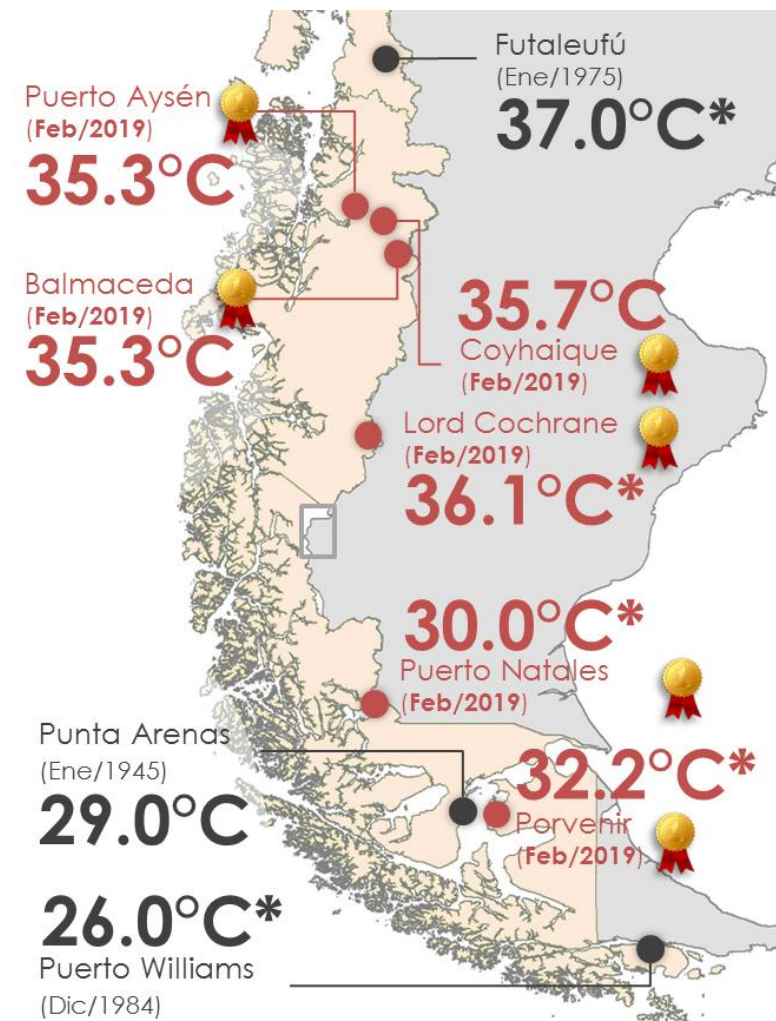 Futaleufú
(Ene/1975)
37.0°C*
Puerto Aysén
(Feb/2019)
35.3°C
Balmaceda
(Feb/2019)
35.3°C
35.7°C
Coyhaique
(Feb/2019)
Lord Cochrane
(Feb/2019)
36.1°C*
30.0°C*
Puerto Natales
(Feb/2019)
Punta Arenas
(Ene/1945)
29.0°C
32.2°C*
Porvenir
(Feb/2019)
26.0°C*
Puerto Williams
(Dic/1984)